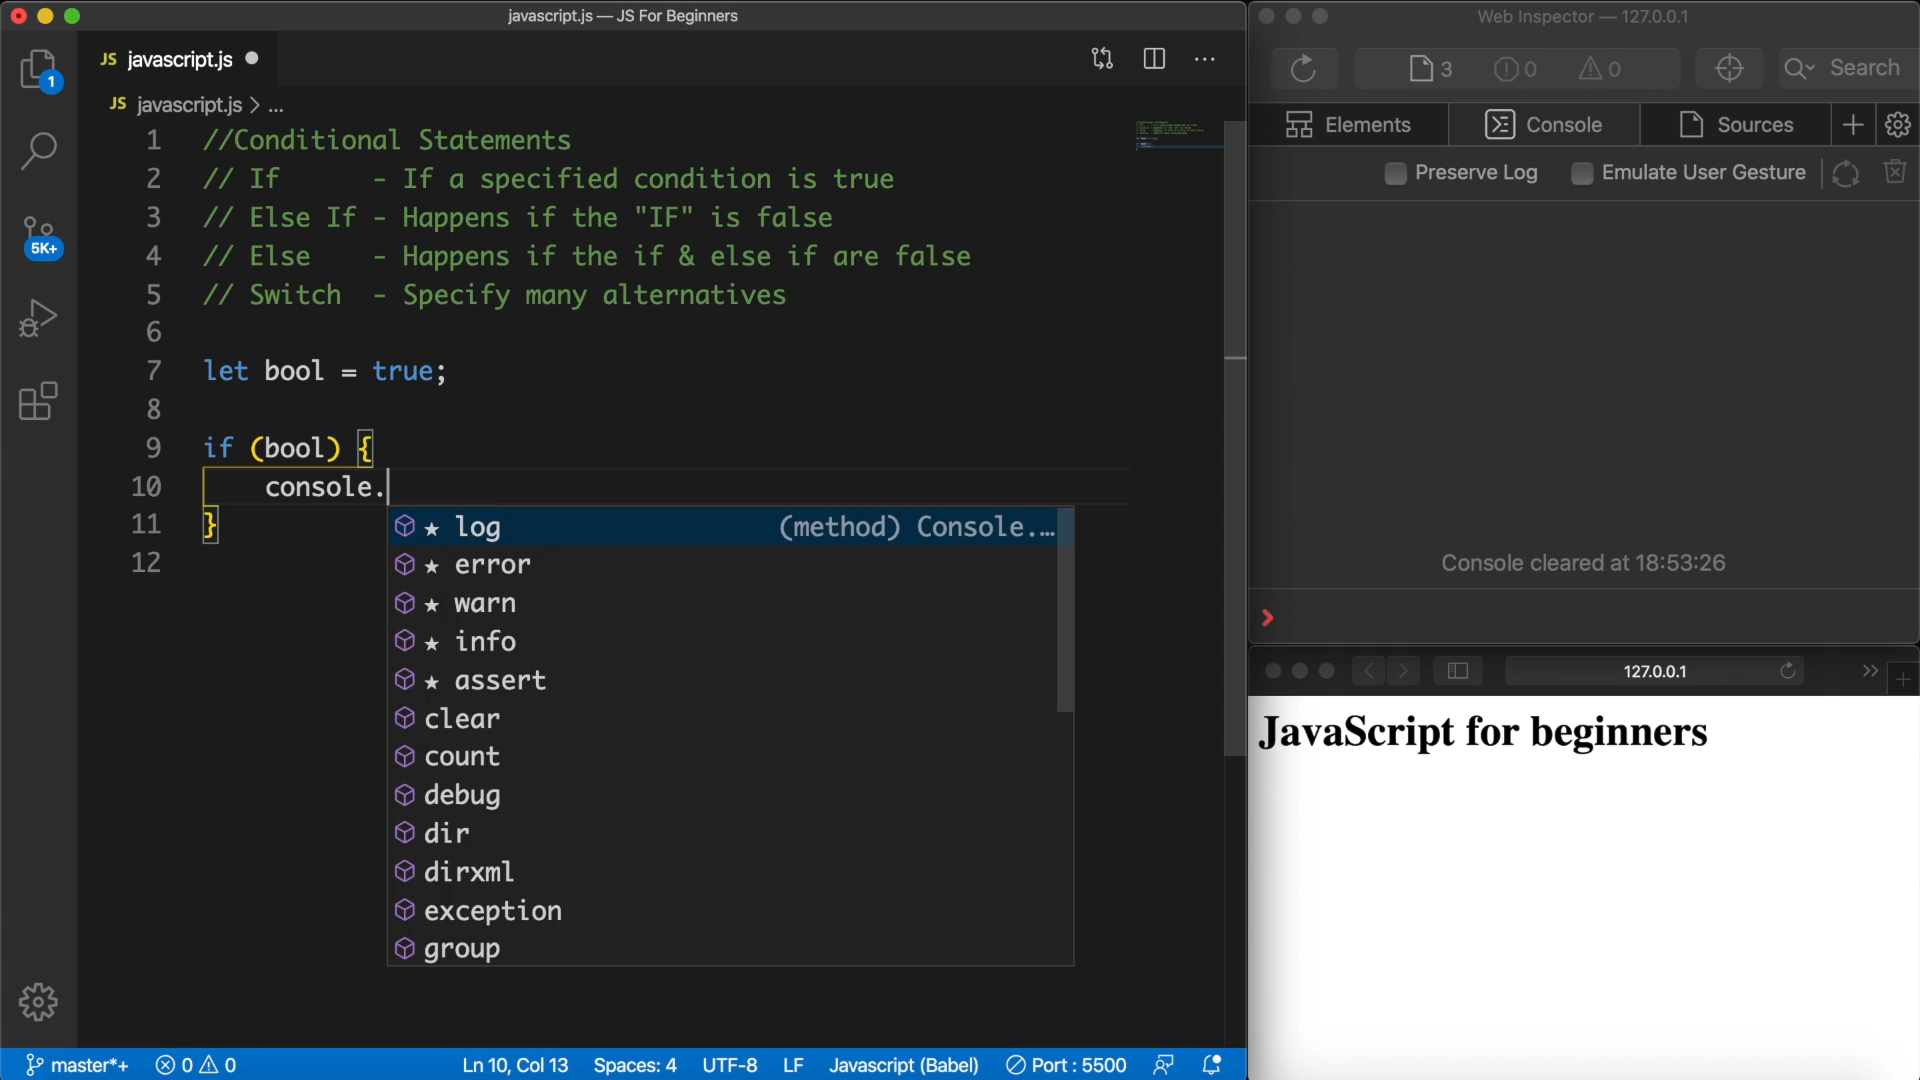 javascript.js — JS For Beginners
JS javascript.js
JS javascript.js > ...
1 //Conditional Statements
2 // If      - If a specified condition is true
3 // Else If - Happens if the "IF" is false
4 // Else    - Happens if the if & else if are false
5 // Switch  - Specify many alternatives
6
7 let bool = true;
8
9 if (bool) {
10     console.
11 }
12
★ log (method) Console.…
★ error
★ warn
★ info
★ assert
clear
count
debug
dir
dirxml
exception
group
1
5K+
master*+ 0 0 Ln 10, Col 13 Spaces: 4 UTF-8 LF Javascript (Babel) Port : 5500
Web Inspector — 127.0.0.1
3 0 0 Search
Elements Console Sources
Preserve Log Emulate User Gesture
Console cleared at 18:53:26
127.0.0.1
JavaScript for beginners